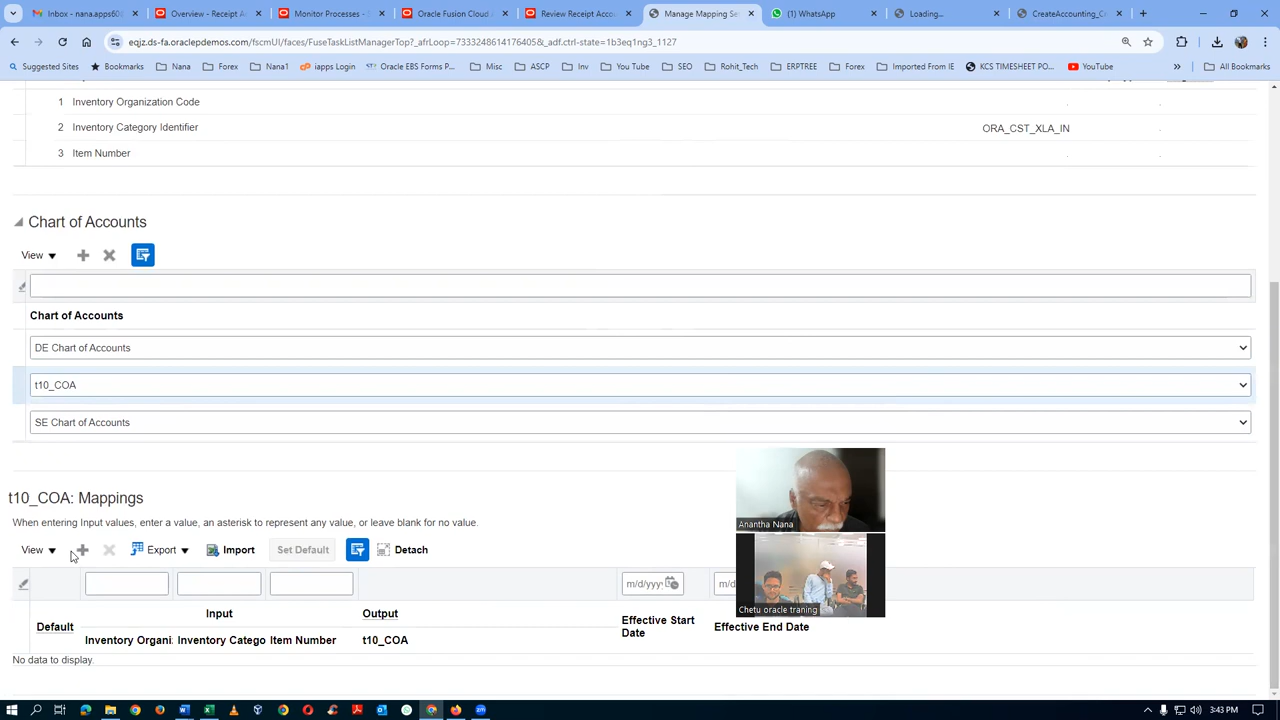 Inbox - nana.apps60@
Overview - Receipt Ac
Monitor Processes - S
Oracle Fusion Cloud A
Review Receipt Acco
Manage Mapping Se
(1) WhatsApp
Loading...
CreateAccounting_C
eqjz.ds-fa.oraclepdemos.com/fscmUI/faces/FuseTaskListManagerTop?_afrLoop=73332486141764405&_adf.ctrl-state=1b3eq1ng3_1127
Suggested Sites
Bookmarks
Nana
Forex
Nana1
iapps Login
Oracle EBS Forms P...
Misc
ASCP
Inv
You Tube
SEO
Rohit_Tech
ERPTREE
Forex
Imported From IE
KCS TIMESHEET PO...
YouTube
All Bookmarks
1 Inventory Organization Code
2 Inventory Category Identifier ORA_CST_XLA_IN
3 Item Number
Chart of Accounts
View
Chart of Accounts
DE Chart of Accounts
t10_COA
SE Chart of Accounts
t10_COA: Mappings
When entering Input values, enter a value, an asterisk to represent any value, or leave blank for no value.
View Export Import Set Default Detach
m/d/yyyy m/d
Default Input Output Effective Start Date Effective End Date
Inventory Organi: Inventory Catego Item Number t10_COA
No data to display.
Anantha Nana
Chetu oracle traning
3:43 PM